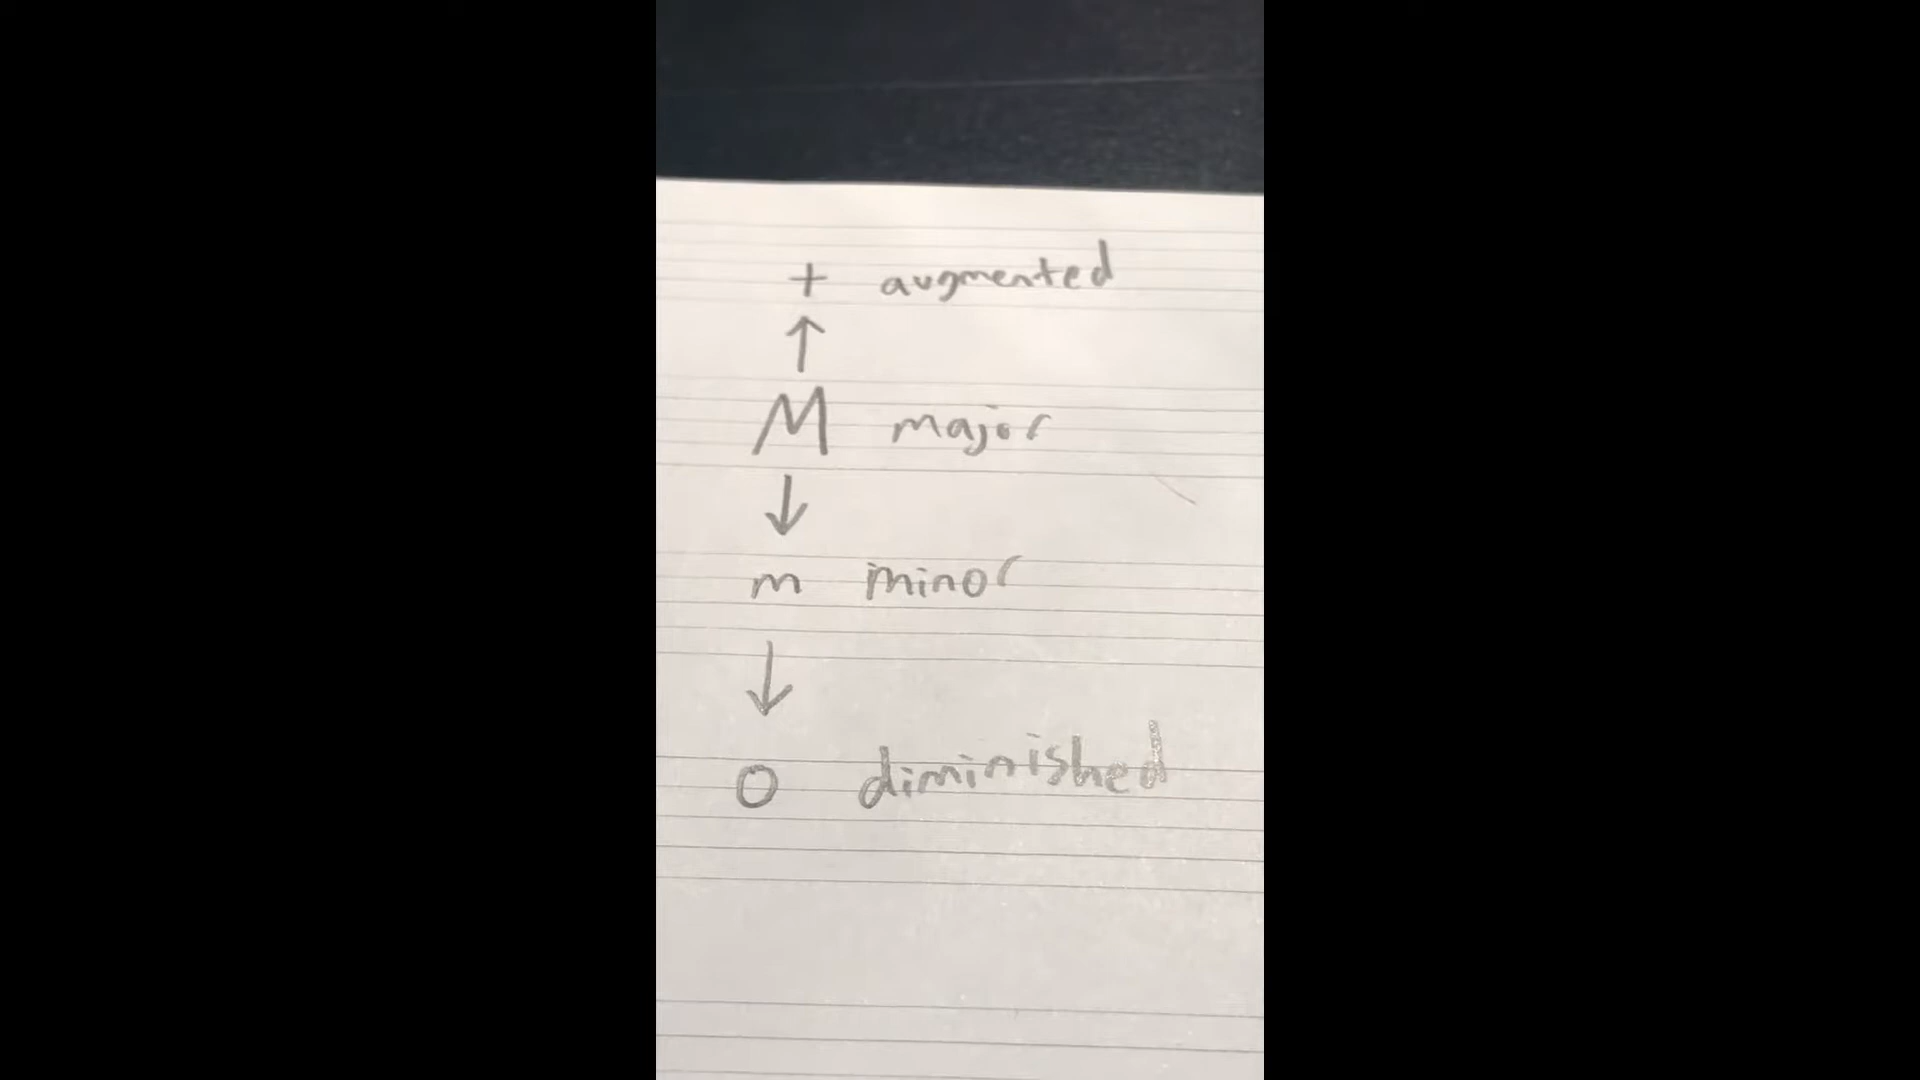 + augmented
↑
M major
↓
m minor
↓
o diminished